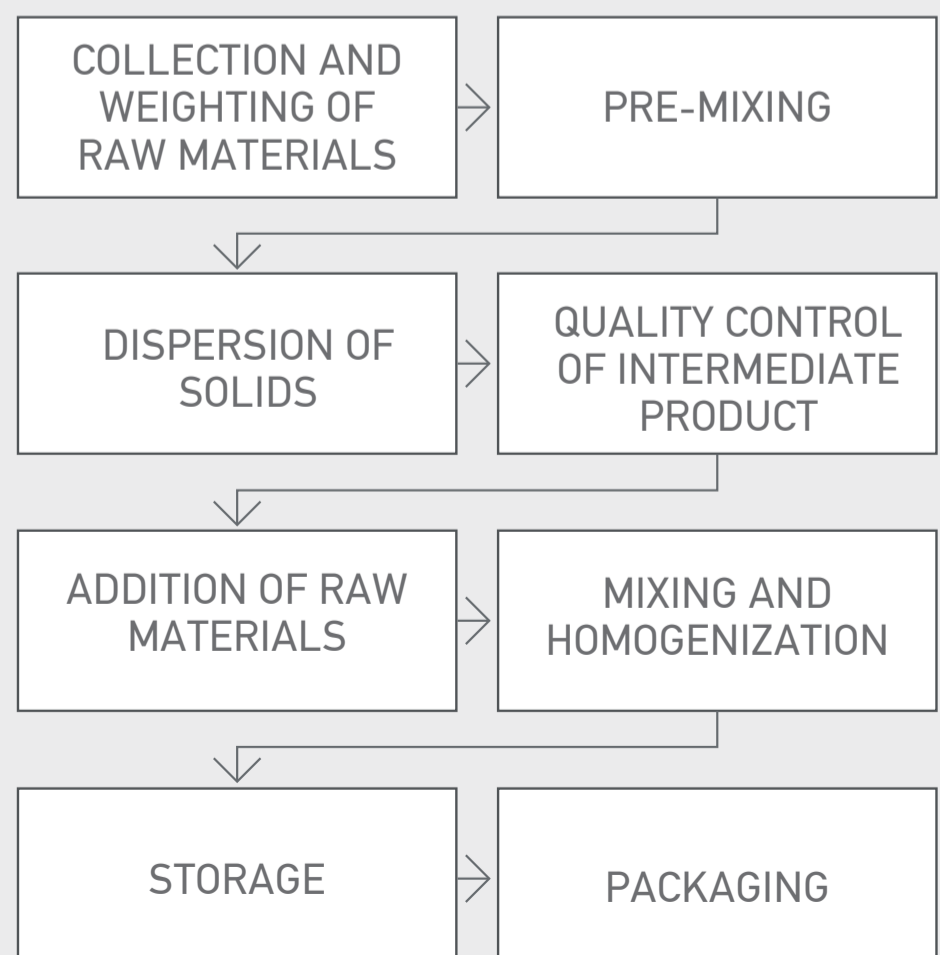 COLLECTION AND
WEIGHTING OF
RAW MATERIALS
PRE-MIXING
DISPERSION OF
SOLIDS
QUALITY CONTROL
OF INTERMEDIATE
PRODUCT
ADDITION OF RAW
MATERIALS
MIXING AND
HOMOGENIZATION
STORAGE
PACKAGING